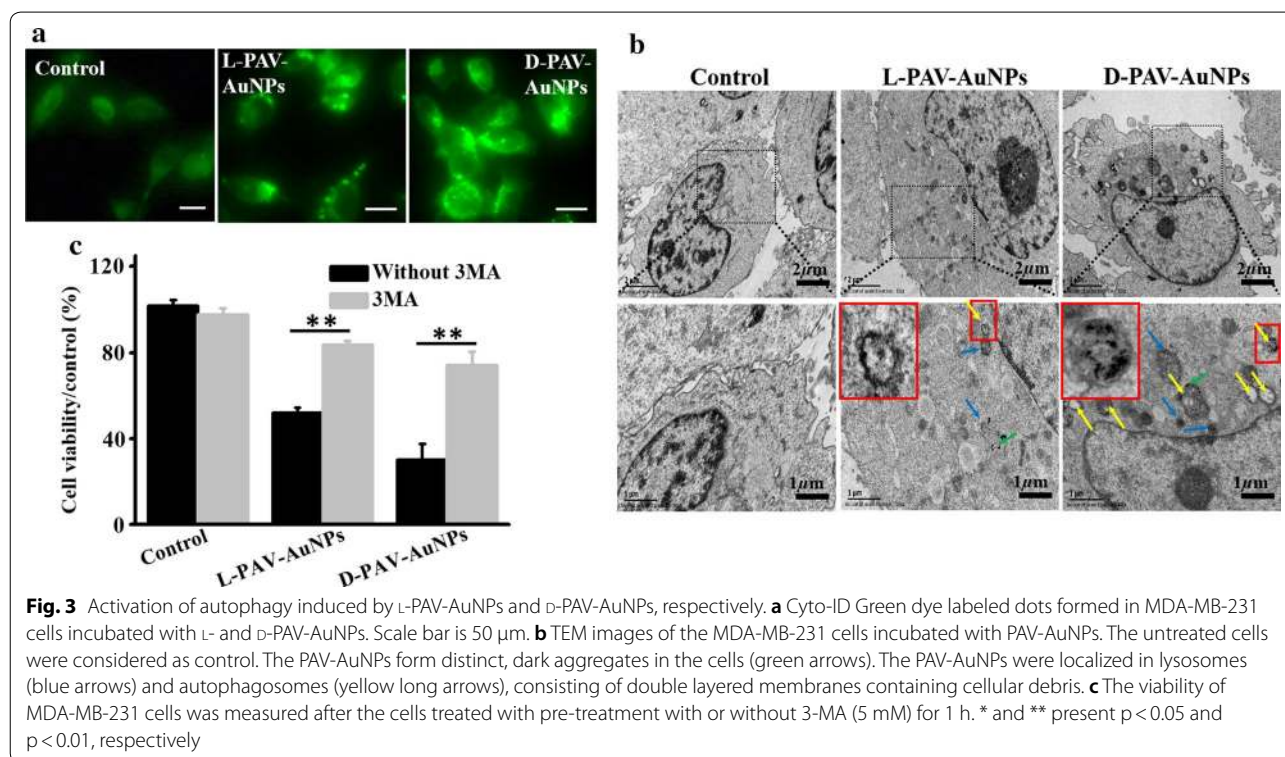 a
Control
L-PAV-
AuNPs
D-PAV-
AuNPs
b
Control
L-PAV-AuNPs
D-PAV-AuNPs
2μm
2μm
2μm
2μm
2μm
2μm
1μm
1μm
1μm
1μm
1μm
1μm
c
Cell viability/control (%)
120
80
40
0
Without 3MA
3MA
**
**
Control
L-PAV-AuNPs
D-PAV-AuNPs
Fig. 3 Activation of autophagy induced by L-PAV-AuNPs and D-PAV-AuNPs, respectively. a Cyto-ID Green dye labeled dots formed in MDA-MB-231
cells incubated with L- and D-PAV-AuNPs. Scale bar is 50 μm. b TEM images of the MDA-MB-231 cells incubated with PAV-AuNPs. The untreated cells
were considered as control. The PAV-AuNPs form distinct, dark aggregates in the cells (green arrows). The PAV-AuNPs were localized in lysosomes
(blue arrows) and autophagosomes (yellow long arrows), consisting of double layered membranes containing cellular debris. c The viability of
MDA-MB-231 cells was measured after the cells treated with pre-treatment with or without 3-MA (5 mM) for 1 h. * and ** present p < 0.05 and
p < 0.01, respectively